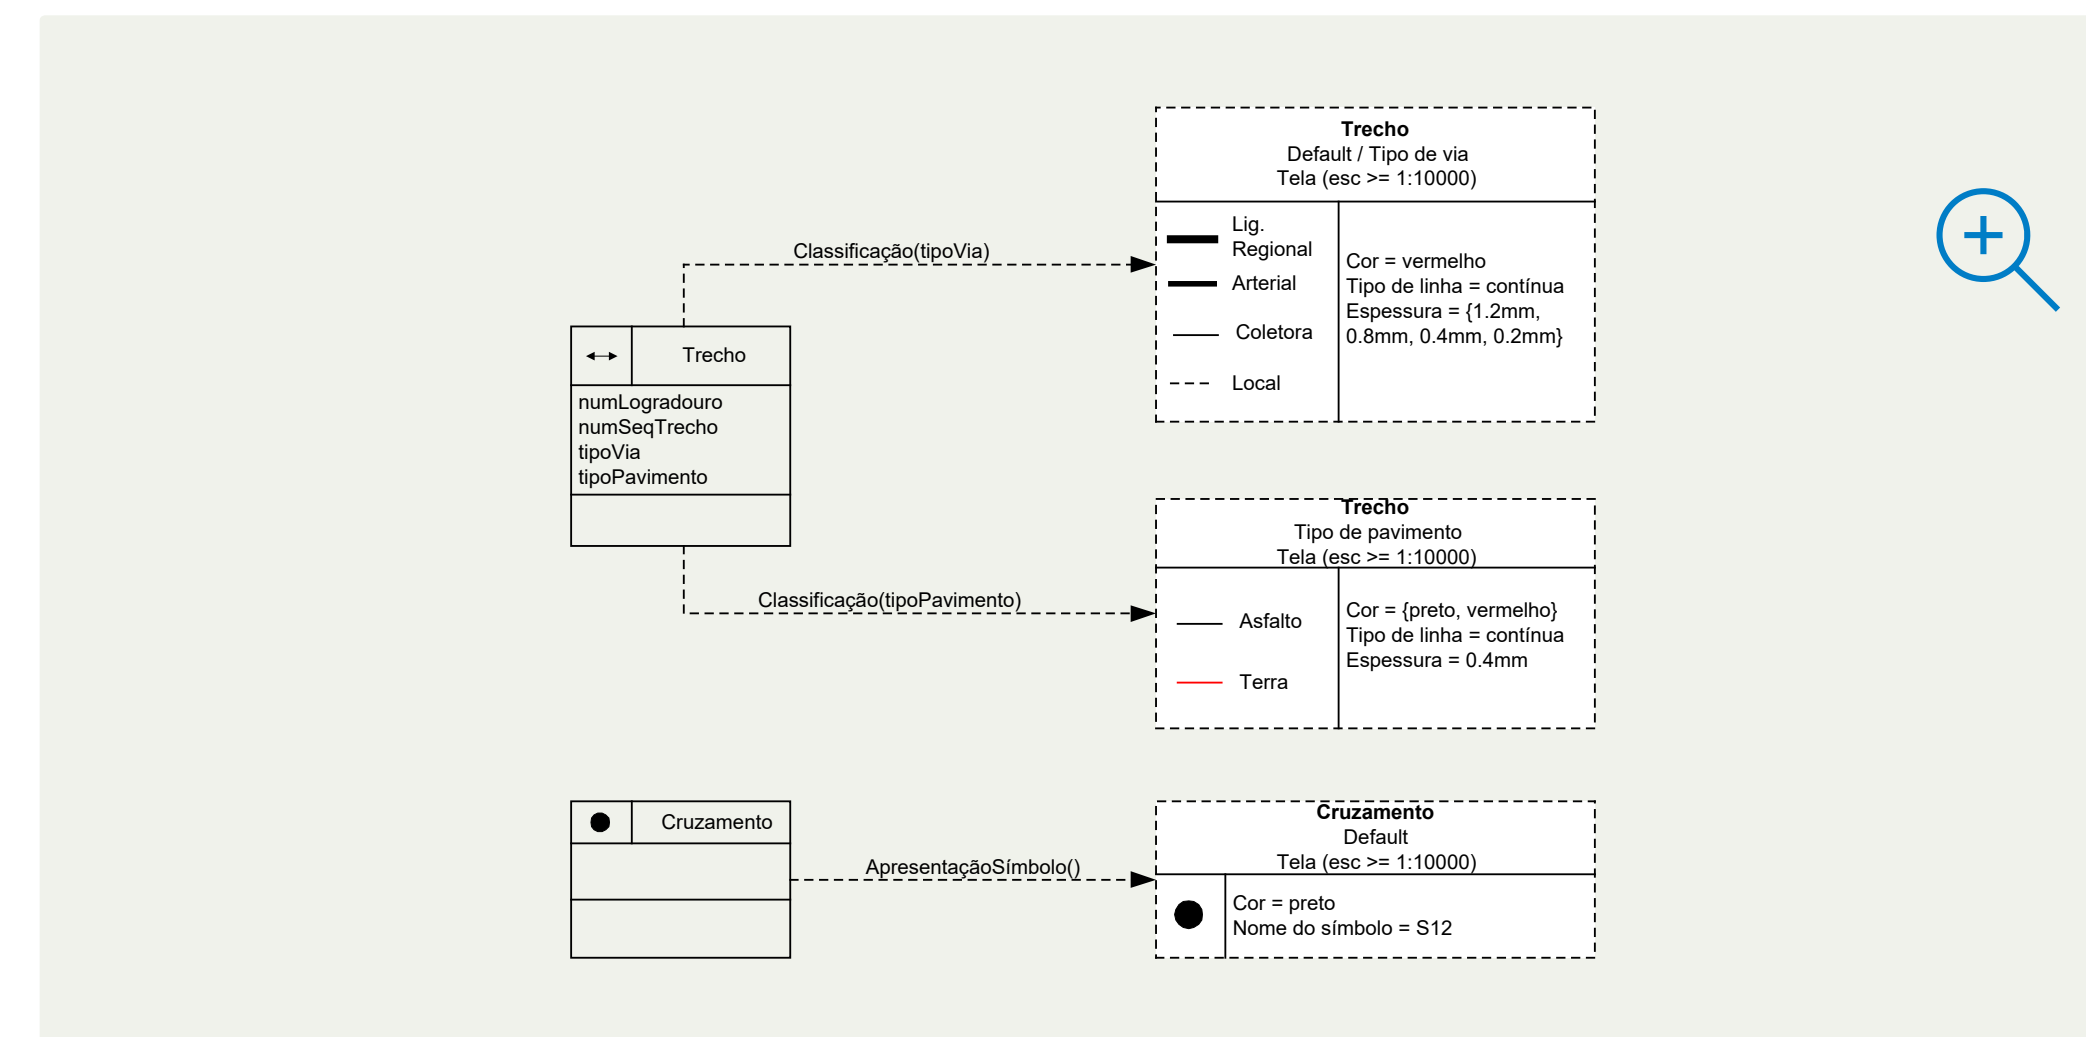 Trecho
Default / Tipo de via
Tela (esc >= 1:10000)
Lig.
Regional
Arterial
Coletora
Local
Cor = vermelho
Tipo de linha = contínua
Espessura = {1.2mm,
0.8mm, 0.4mm, 0.2mm}
Classificação(tipoVia)
Trecho
numLogradouro
numSeqTrecho
tipoVia
tipoPavimento
Classificação(tipoPavimento)
Trecho
Tipo de pavimento
Tela (esc >= 1:10000)
Asfalto
Terra
Cor = {preto, vermelho}
Tipo de linha = contínua
Espessura = 0.4mm
Cruzamento
ApresentaçãoSímbolo()
Cruzamento
Default
Tela (esc >= 1:10000)
Cor = preto
Nome do símbolo = S12